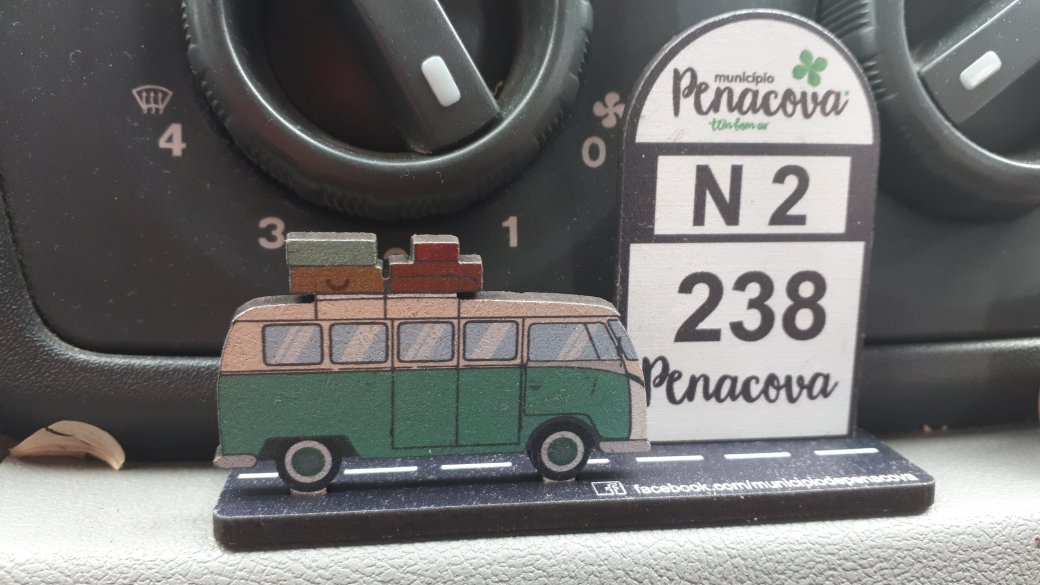 município
Penacova
tem bom ar
N 2
238
Penacova
facebook.com/municipiodepenacova
4
3
1
0